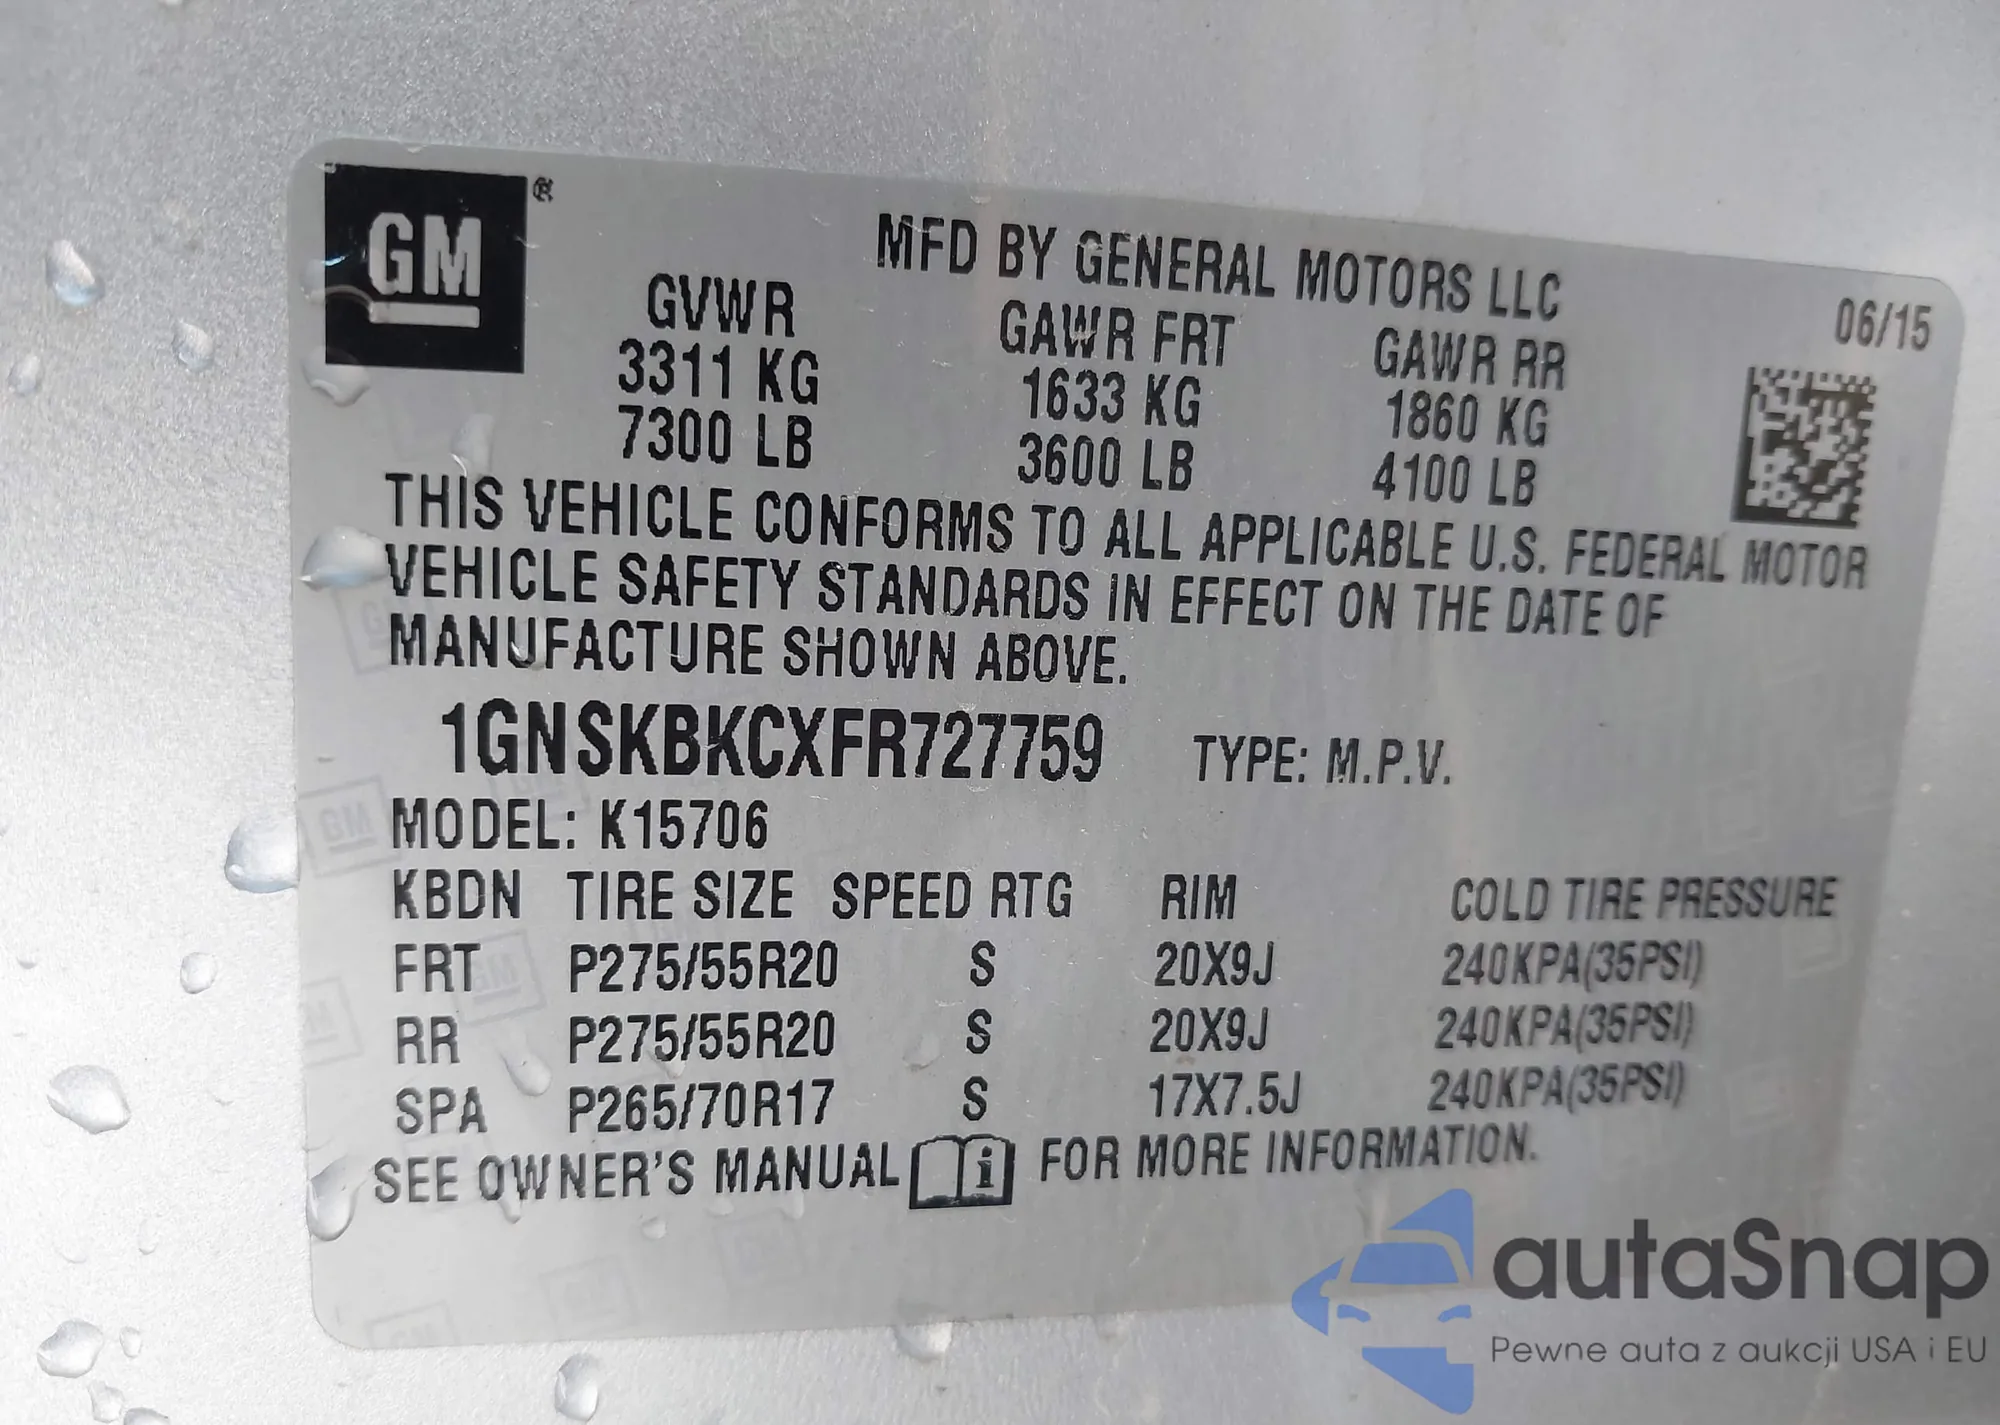 GM ®
MFD BY GENERAL MOTORS LLC
06/15
GVWR GAWR FRT GAWR RR
3311 KG 1633 KG 1860 KG
7300 LB 3600 LB 4100 LB
THIS VEHICLE CONFORMS TO ALL APPLICABLE U.S. FEDERAL MOTOR
VEHICLE SAFETY STANDARDS IN EFFECT ON THE DATE OF
MANUFACTURE SHOWN ABOVE.
1GNSKBKCXFR727759 TYPE: M.P.V.
MODEL: K15706
KBDN TIRE SIZE SPEED RTG RIM COLD TIRE PRESSURE
FRT P275/55R20 S 20X9J 240KPA(35PSI)
RR P275/55R20 S 20X9J 240KPA(35PSI)
SPA P265/70R17 S 17X7.5J 240KPA(35PSI)
SEE OWNER'S MANUAL i FOR MORE INFORMATION.
autaSnap
Pewne auta z aukcji USA i EU